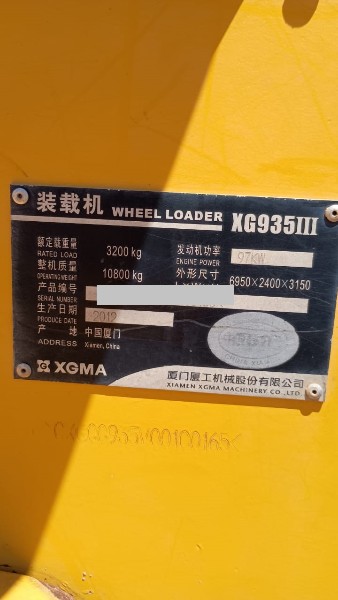 装载机 WHEEL LOADER XG935III
额定载重量 RATED LOAD 3200 kg 发动机功率 ENGINE POWER 97KW
整机质量 OPERATING WEIGHT 10800 kg 外形尺寸 6950×2400×3150
产品编号 SERIAL NUMBER
生产日期 PRODUCE DATE 2012
产地 ADDRESS 中国厦门 Xiamen, China
XGMA 厦门厦工机械股份有限公司
XIAMEN XGMA MACHINERY CO.,LTD